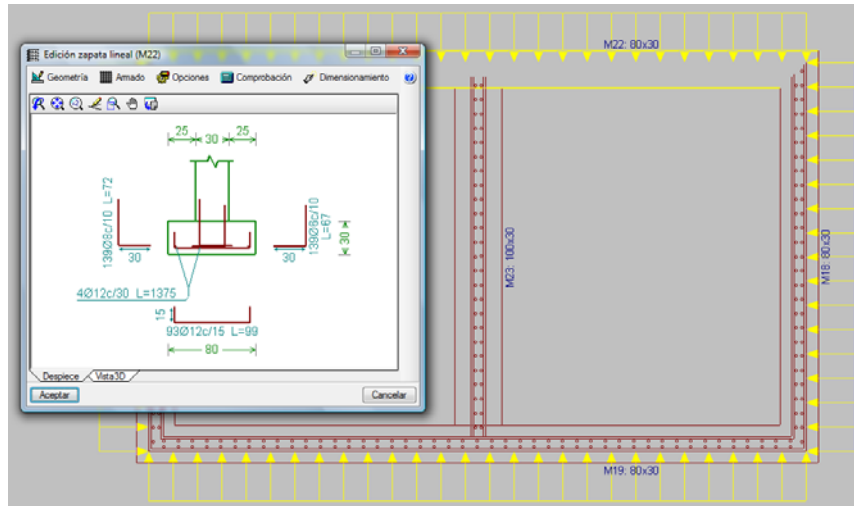 M22: 80x30
Edición zapata lineal (M22)
Geometría Armado Opciones Comprobación Dimensionamiento
25 30 25
139Ø8c/10 L=72
30
30
139Ø6c/10
L=67
30
4Ø12c/30 L=1375
15
93Ø12c/15 L=99
80
Despiece Vista3D
Aceptar Cancelar
M23: 100x30
M18: 80x30
M19: 80x30